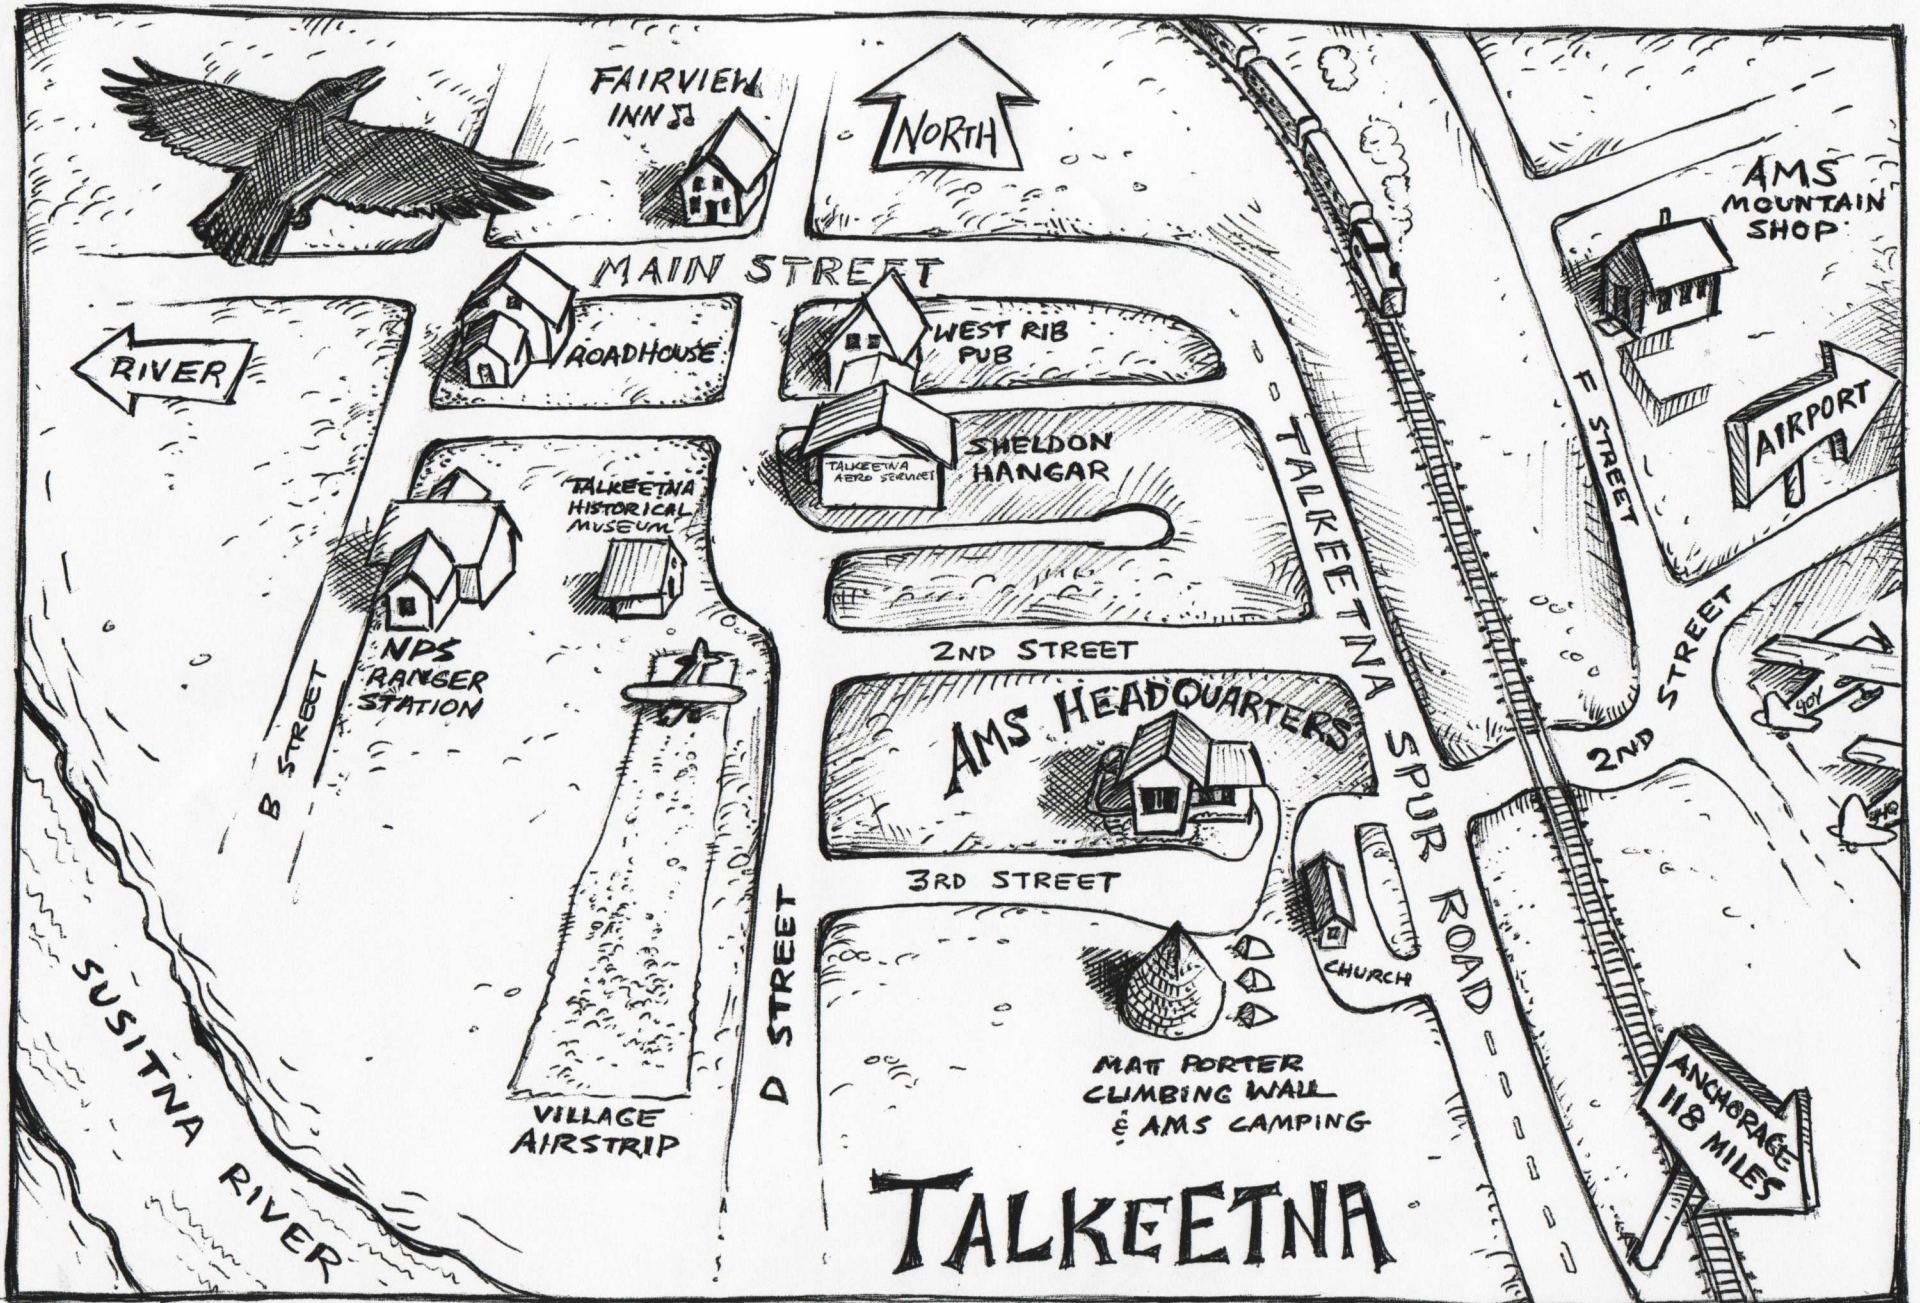 FAIRVIEW
INN
NORTH
AMS
MOUNTAIN
SHOP
MAIN STREET
RIVER
ROADHOUSE
WEST RIB
PUB
AIRPORT
F STREET
SHELDON
HANGAR
TALKEETNA
AERO SERVICES
TALKEETNA
HISTORICAL
MUSEUM
TALKEETNA SPUR ROAD
NPS
RANGER
STATION
B STREET
2ND STREET
2ND STREET
AMS HEADQUARTERS
40Y
3RD STREET
D STREET
CHURCH
SUSITNA RIVER
VILLAGE
AIRSTRIP
MATT PORTER
CLIMBING WALL
& AMS CAMPING
ANCHORAGE
118 MILES
TALKEETNA